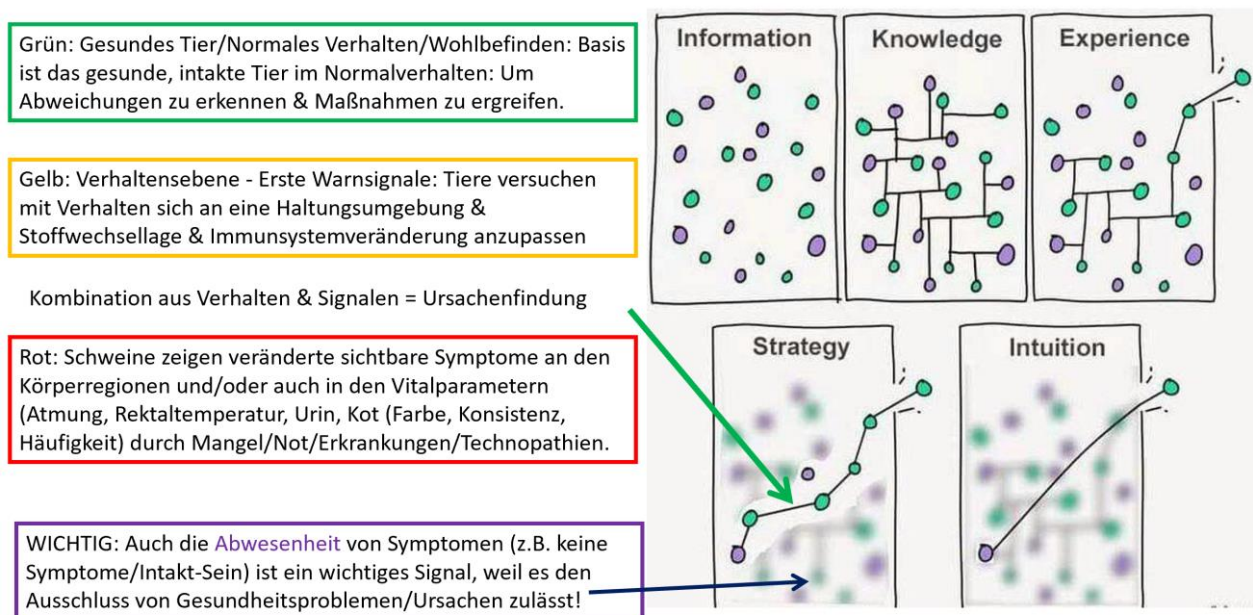 Grün: Gesundes Tier/Normales Verhalten/Wohlbefinden: Basis
ist das gesunde, intakte Tier im Normalverhalten: Um
Abweichungen zu erkennen & Maßnahmen zu ergreifen.
Gelb: Verhaltensebene - Erste Warnsignale: Tiere versuchen
mit Verhalten sich an eine Haltungsumgebung &
Stoffwechsellage & Immunsystemveränderung anzupassen
Kombination aus Verhalten & Signalen = Ursachenfindung
Rot: Schweine zeigen veränderte sichtbare Symptome an den
Körperregionen und/oder auch in den Vitalparametern
(Atmung, Rektaltemperatur, Urin, Kot (Farbe, Konsistenz,
Häufigkeit) durch Mangel/Not/Erkrankungen/Technopathien.
WICHTIG: Auch die Abwesenheit von Symptomen (z.B. keine
Symptome/Intakt-Sein) ist ein wichtiges Signal, weil es den
Ausschluss von Gesundheitsproblemen/Ursachen zulässt!
Information
Knowledge
Experience
Strategy
Intuition